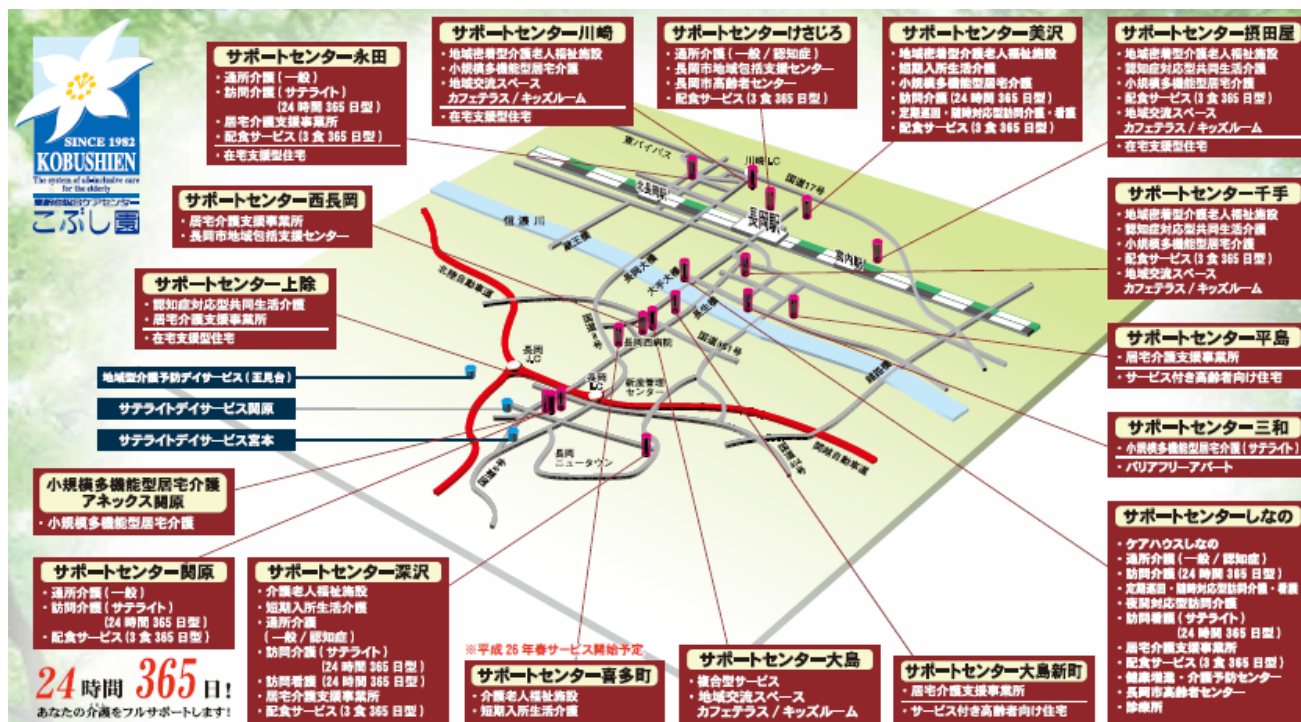 SINCE 1982
KOBUSHIEN
The system of all-inclusive care
for the elderly
こぶし園
サポートセンター永田
・通所介護（一般）
・訪問介護（サテライト）
（24時間365日型）
・居宅介護支援事業所
・配食サービス（3食365日型）
・在宅支援型住宅
サポートセンター川崎
・地域密着型介護老人福祉施設
・小規模多機能型居宅介護
・地域交流スペース
カフェテラス / キッズルーム
・在宅支援型住宅
サポートセンターけさじろ
・通所介護（一般 / 認知症）
・長岡市地域包括支援センター
・長岡市高齢者センター
・配食サービス（3食365日型）
サポートセンター美沢
・地域密着型介護老人福祉施設
・短期入所生活介護
・小規模多機能型居宅介護
・訪問介護（24時間365日型）
・定期巡回・随時対応型訪問介護・看護
・配食サービス（3食365日型）
サポートセンター摂田屋
・地域密着型介護老人福祉施設
・認知症対応型共同生活介護
・小規模多機能型居宅介護
・配食サービス（3食365日型）
・地域交流スペース
カフェテラス / キッズルーム
・在宅支援型住宅
サポートセンター西長岡
・居宅介護支援事業所
・長岡市地域包括支援センター
サポートセンター千手
・地域密着型介護老人福祉施設
・認知症対応型共同生活介護
・小規模多機能型居宅介護
・配食サービス（3食365日型）
・地域交流スペース
カフェテラス / キッズルーム
サポートセンター上除
・認知症対応型共同生活介護
・居宅介護支援事業所
・在宅支援型住宅
東バイパス
川崎I.C
国道17号
北長岡駅
長岡駅
宮内駅
信濃川
蔵王橋
長岡大橋
大手大橋
長生橋
北陸自動車道
国道8号
長岡西病院
国道351号
長岡
J.C
長岡
I.C
新産管理
センター
関越自動車道
長岡
ニュータウン
国道8号
地域型介護予防デイサービス（王見台）
サテライトデイサービス関原
サテライトデイサービス宮本
サポートセンター平島
・居宅介護支援事業所
・サービス付き高齢者向け住宅
サポートセンター三和
・小規模多機能型居宅介護（サテライト）
・バリアフリーアパート
小規模多機能型居宅介護
アネックス関原
・小規模多機能型居宅介護
サポートセンターしなの
・ケアハウスしなの
・通所介護（一般 / 認知症）
・訪問介護（24時間365日型）
・定期巡回・随時対応型訪問介護・看護
・夜間対応型訪問介護
・訪問看護（サテライト）
（24時間365日型）
・居宅介護支援事業所
・配食サービス（3食365日型）
・健康増進・介護予防センター
・長岡市高齢者センター
・診療所
サポートセンター関原
・通所介護（一般）
・訪問介護（サテライト）
（24時間365日型）
・配食サービス（3食365日型）
サポートセンター深沢
・介護老人福祉施設
・短期入所生活介護
・通所介護
（一般 / 認知症）
・訪問介護（サテライト）
（24時間365日型）
・訪問看護（24時間365日型）
・居宅介護支援事業所
・配食サービス（3食365日型）
※平成26年春サービス開始予定
サポートセンター喜多町
・介護老人福祉施設
・短期入所生活介護
サポートセンター大島
・複合型サービス
・地域交流スペース
カフェテラス / キッズルーム
サポートセンター大島新町
・居宅介護支援事業所
・サービス付き高齢者向け住宅
24時間 365日!
あなたの介護をフルサポートします!